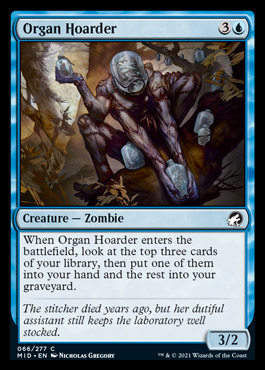 Organ Hoarder 3
Creature — Zombie
When Organ Hoarder enters the
battlefield, look at the top three cards
of your library, then put one of them
into your hand and the rest into your
graveyard.
The stitcher died years ago, but her dutiful
assistant still keeps the laboratory well
stocked.
3/2
066/277 C
MID • EN NICHOLAS GREGORY
™ & © 2021 Wizards of the Coast